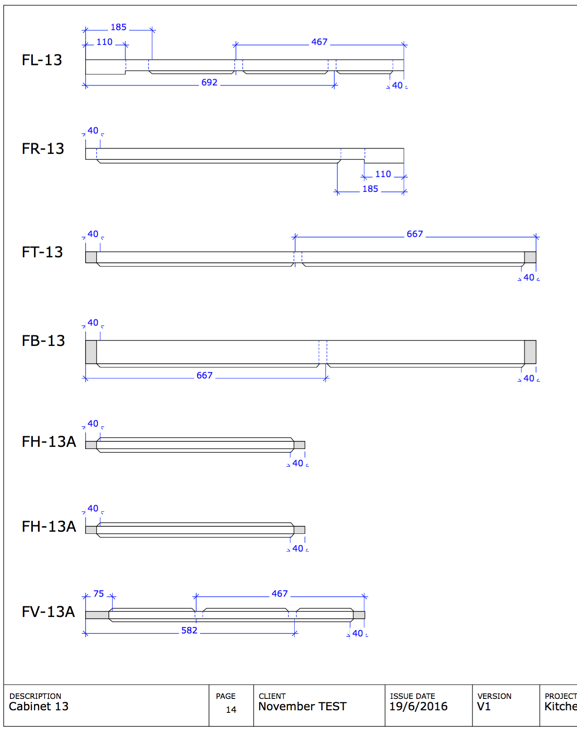 185
110
467
FL-13
692
40
40
FR-13
110
185
40
667
FT-13
40
40
FB-13
667
40
40
FH-13A
40
40
FH-13A
40
75
467
FV-13A
582
40
DESCRIPTION
Cabinet 13
PAGE
14
CLIENT
November TEST
ISSUE DATE
19/6/2016
VERSION
V1
PROJECT
Kitche